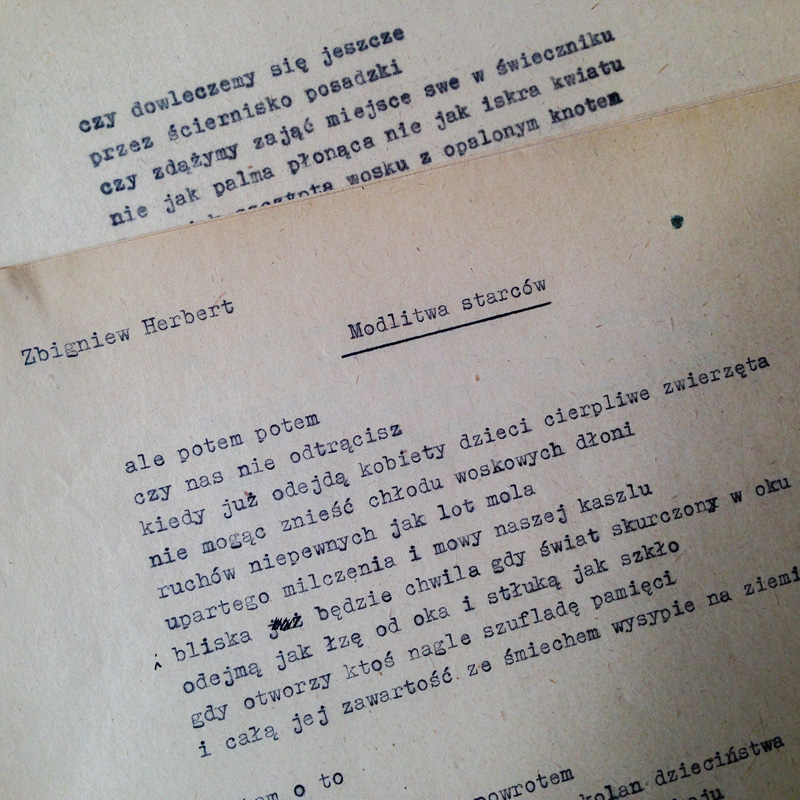 czy dowleczemy się jeszcze
przez ściernisko posadzki
czy zdążymy zająć miejsce swe w świeczniku
nie jak palma płonąca nie jak iskra kwiatu
wosku z opalonym knotem
Zbigniew Herbert
Modlitwa starców
ale potem potem
czy nas nie odtrącisz
kiedy już odejdą kobiety dzieci cierpliwe zwierzęta
nie mogąc znieść chłodu woskowych dłoni
ruchów niepewnych jak lot mola
upartego milczenia i mowy naszej kaszlu
bliska będzie chwila gdy świat skurczony w oku
odejmą jak łzę od oka i stłuką jak szkło
gdy otworzy ktoś nagle szufladę pamięci
i całą jej zawartość ze śmiechem wysypie na ziemi
o to
powrotem
kolan dzieciństwa